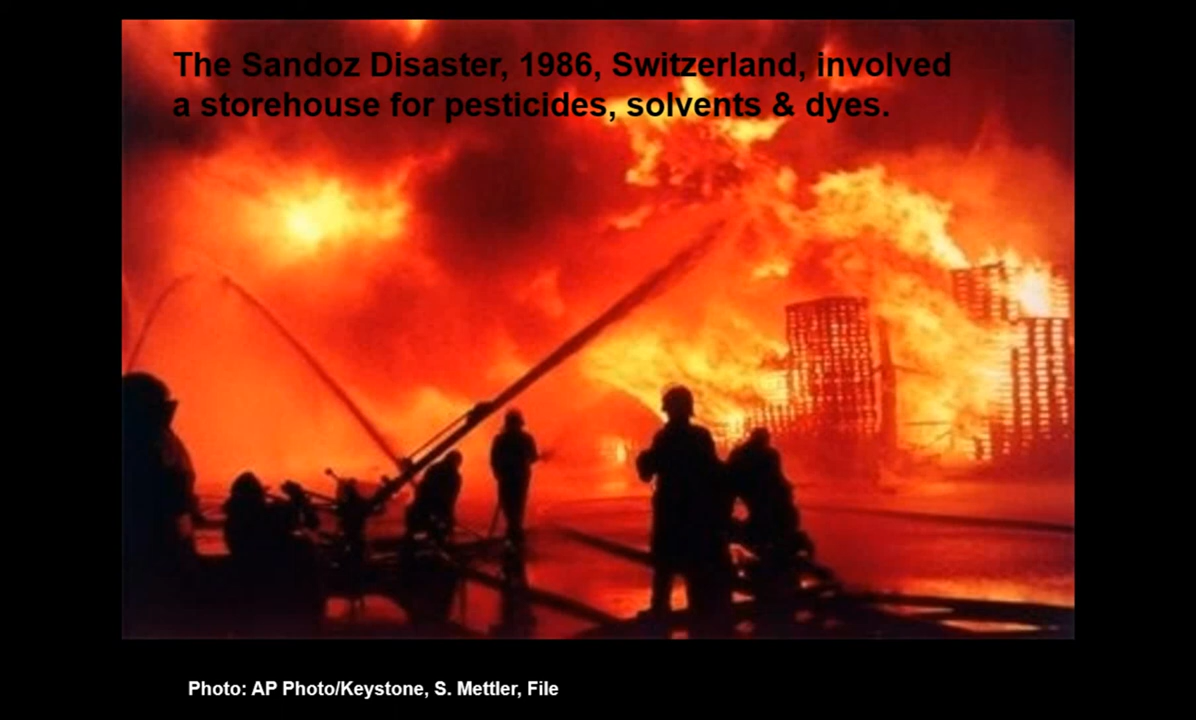 The Sandoz Disaster, 1986, Switzerland, involved
a storehouse for pesticides, solvents & dyes.
Photo: AP Photo/Keystone, S. Mettler, File